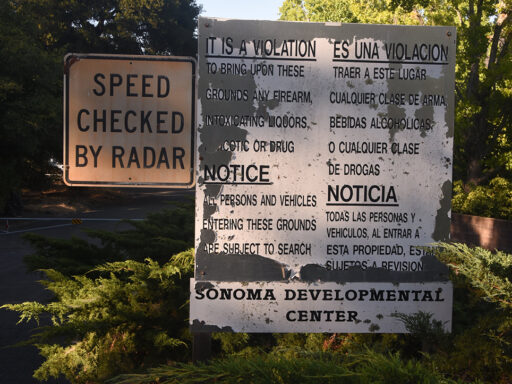 SPEED
CHECKED
BY RADAR
IT IS A VIOLATION
TO BRING UPON THESE
GROUNDS ANY FIREARM,
INTOXICATING LIQUORS,
OR DRUG
NOTICE
ALL PERSONS AND VEHICLES
ENTERING THESE GROUNDS
ARE SUBJECT TO SEARCH
ES UNA VIOLACION
TRAER A ESTE LUGAR
CUALQUIER CLASE DE ARMA,
BEBIDAS ALCOHOLICAS,
O CUALQUIER CLASE
DE DROGAS
NOTICIA
TODAS LAS PERSONAS Y
VEHICULOS, AL ENTRAR A
ESTA PROPIEDAD,
SUJETOS A REVISION
SONOMA DEVELOPMENTAL
CENTER